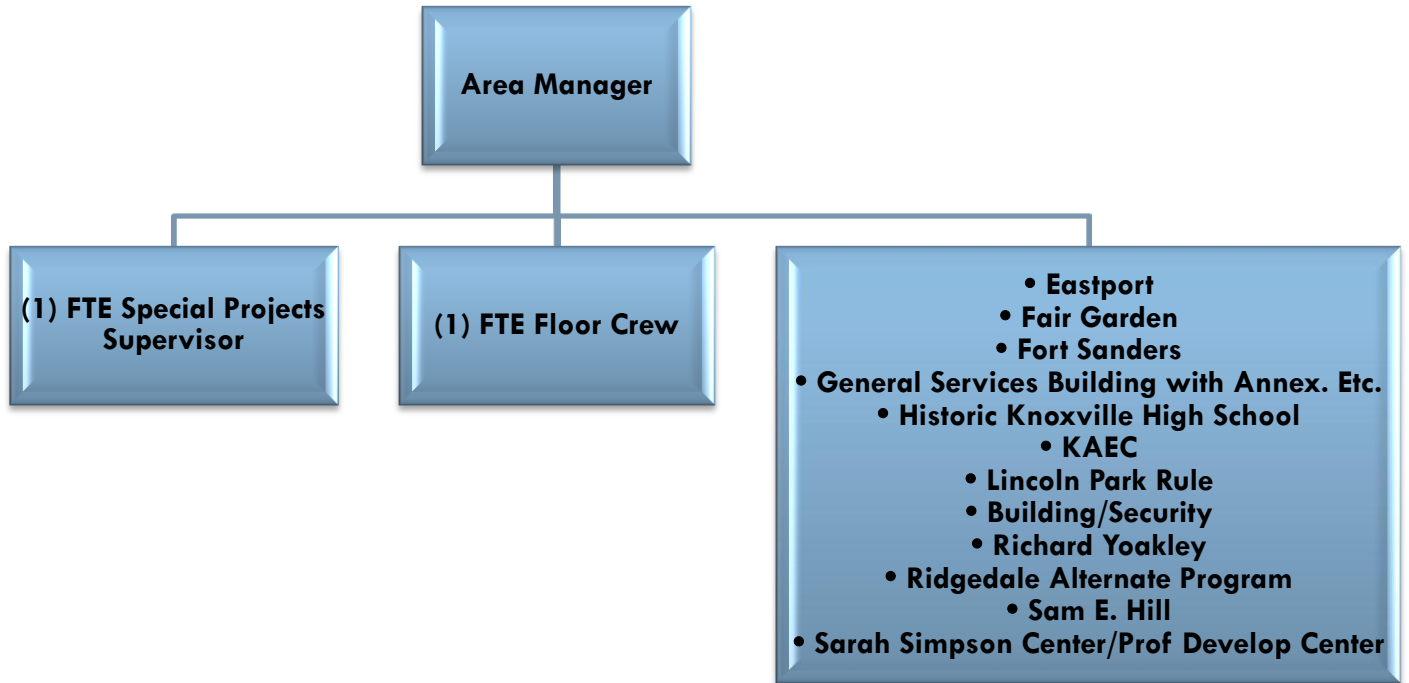 Area Manager
(1) FTE Special Projects
Supervisor
(1) FTE Floor Crew
• Eastport
• Fair Garden
• Fort Sanders
• General Services Building with Annex. Etc.
• Historic Knoxville High School
• KAEC
• Lincoln Park Rule
• Building/Security
• Richard Yoakley
• Ridgedale Alternate Program
• Sam E. Hill
• Sarah Simpson Center/Prof Develop Center